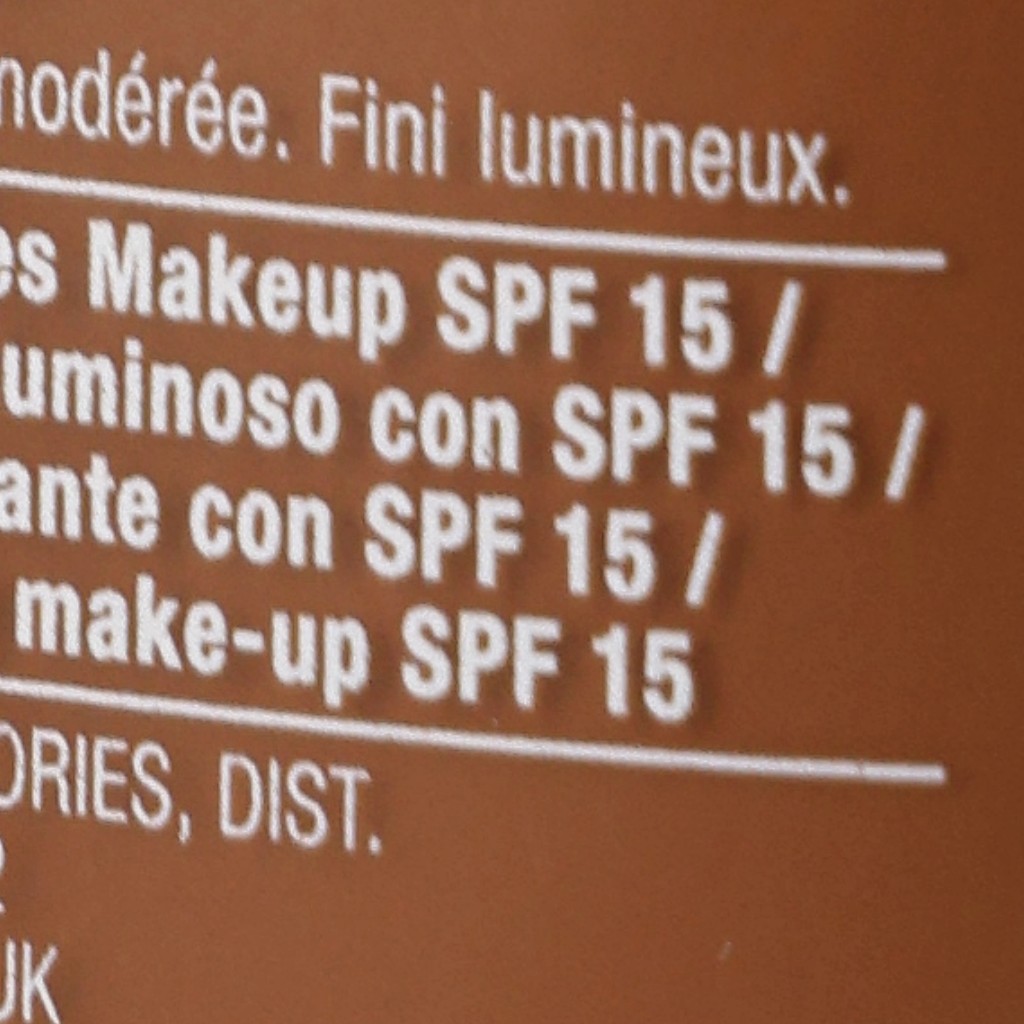 modérée. Fini lumineux.
es Makeup SPF 15 /
uminoso con SPF 15 /
ante con SPF 15 /
make-up SPF 15
ORIES, DIST.
UK